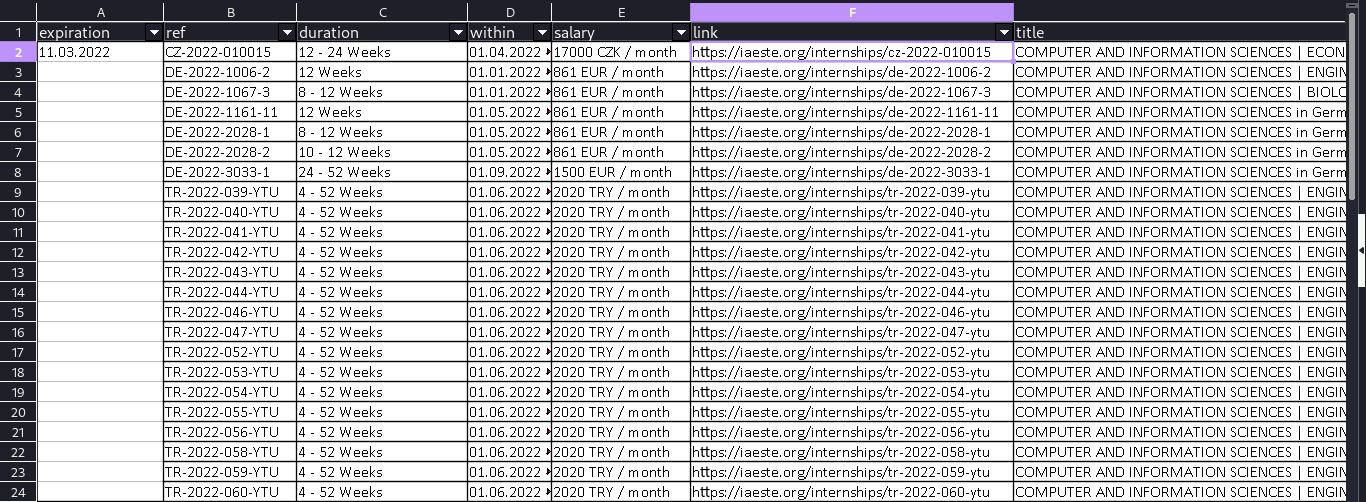 A B C D E F
1 expiration ref duration within salary link title
2 11.03.2022 CZ-2022-010015 12 - 24 Weeks 01.04.2022 17000 CZK / month https://iaeste.org/internships/cz-2022-010015 COMPUTER AND INFORMATION SCIENCES | ECON
3 DE-2022-1006-2 12 Weeks 01.01.2022 861 EUR / month https://iaeste.org/internships/de-2022-1006-2 COMPUTER AND INFORMATION SCIENCES | ENGIN
4 DE-2022-1067-3 8 - 12 Weeks 01.01.2022 861 EUR / month https://iaeste.org/internships/de-2022-1067-3 COMPUTER AND INFORMATION SCIENCES | BIOLO
5 DE-2022-1161-11 12 Weeks 01.05.2022 861 EUR / month https://iaeste.org/internships/de-2022-1161-11 COMPUTER AND INFORMATION SCIENCES in Germ
6 DE-2022-2028-1 8 - 12 Weeks 01.05.2022 861 EUR / month https://iaeste.org/internships/de-2022-2028-1 COMPUTER AND INFORMATION SCIENCES in Germ
7 DE-2022-2028-2 10 - 12 Weeks 01.05.2022 861 EUR / month https://iaeste.org/internships/de-2022-2028-2 COMPUTER AND INFORMATION SCIENCES in Germ
8 DE-2022-3033-1 24 - 52 Weeks 01.09.2022 1500 EUR / month https://iaeste.org/internships/de-2022-3033-1 COMPUTER AND INFORMATION SCIENCES in Germ
9 TR-2022-039-YTU 4 - 52 Weeks 01.06.2022 2020 TRY / month https://iaeste.org/internships/tr-2022-039-ytu COMPUTER AND INFORMATION SCIENCES | ENGIN
10 TR-2022-040-YTU 4 - 52 Weeks 01.06.2022 2020 TRY / month https://iaeste.org/internships/tr-2022-040-ytu COMPUTER AND INFORMATION SCIENCES | ENGIN
11 TR-2022-041-YTU 4 - 52 Weeks 01.06.2022 2020 TRY / month https://iaeste.org/internships/tr-2022-041-ytu COMPUTER AND INFORMATION SCIENCES | ENGIN
12 TR-2022-042-YTU 4 - 52 Weeks 01.06.2022 2020 TRY / month https://iaeste.org/internships/tr-2022-042-ytu COMPUTER AND INFORMATION SCIENCES | ENGIN
13 TR-2022-043-YTU 4 - 52 Weeks 01.06.2022 2020 TRY / month https://iaeste.org/internships/tr-2022-043-ytu COMPUTER AND INFORMATION SCIENCES | ENGIN
14 TR-2022-044-YTU 4 - 52 Weeks 01.06.2022 2020 TRY / month https://iaeste.org/internships/tr-2022-044-ytu COMPUTER AND INFORMATION SCIENCES | ENGIN
15 TR-2022-046-YTU 4 - 52 Weeks 01.06.2022 2020 TRY / month https://iaeste.org/internships/tr-2022-046-ytu COMPUTER AND INFORMATION SCIENCES | ENGIN
16 TR-2022-047-YTU 4 - 52 Weeks 01.06.2022 2020 TRY / month https://iaeste.org/internships/tr-2022-047-ytu COMPUTER AND INFORMATION SCIENCES | ENGIN
17 TR-2022-052-YTU 4 - 52 Weeks 01.06.2022 2020 TRY / month https://iaeste.org/internships/tr-2022-052-ytu COMPUTER AND INFORMATION SCIENCES | ENGIN
18 TR-2022-053-YTU 4 - 52 Weeks 01.06.2022 2020 TRY / month https://iaeste.org/internships/tr-2022-053-ytu COMPUTER AND INFORMATION SCIENCES | ENGIN
19 TR-2022-054-YTU 4 - 52 Weeks 01.06.2022 2020 TRY / month https://iaeste.org/internships/tr-2022-054-ytu COMPUTER AND INFORMATION SCIENCES | ENGIN
20 TR-2022-055-YTU 4 - 52 Weeks 01.06.2022 2020 TRY / month https://iaeste.org/internships/tr-2022-055-ytu COMPUTER AND INFORMATION SCIENCES | ENGIN
21 TR-2022-056-YTU 4 - 52 Weeks 01.06.2022 2020 TRY / month https://iaeste.org/internships/tr-2022-056-ytu COMPUTER AND INFORMATION SCIENCES | ENGIN
22 TR-2022-058-YTU 4 - 52 Weeks 01.06.2022 2020 TRY / month https://iaeste.org/internships/tr-2022-058-ytu COMPUTER AND INFORMATION SCIENCES | ENGIN
23 TR-2022-059-YTU 4 - 52 Weeks 01.06.2022 2020 TRY / month https://iaeste.org/internships/tr-2022-059-ytu COMPUTER AND INFORMATION SCIENCES | ENGIN
24 TR-2022-060-YTU 4 - 52 Weeks 01.06.2022 2020 TRY / month https://iaeste.org/internships/tr-2022-060-ytu COMPUTER AND INFORMATION SCIENCES | ENGIN